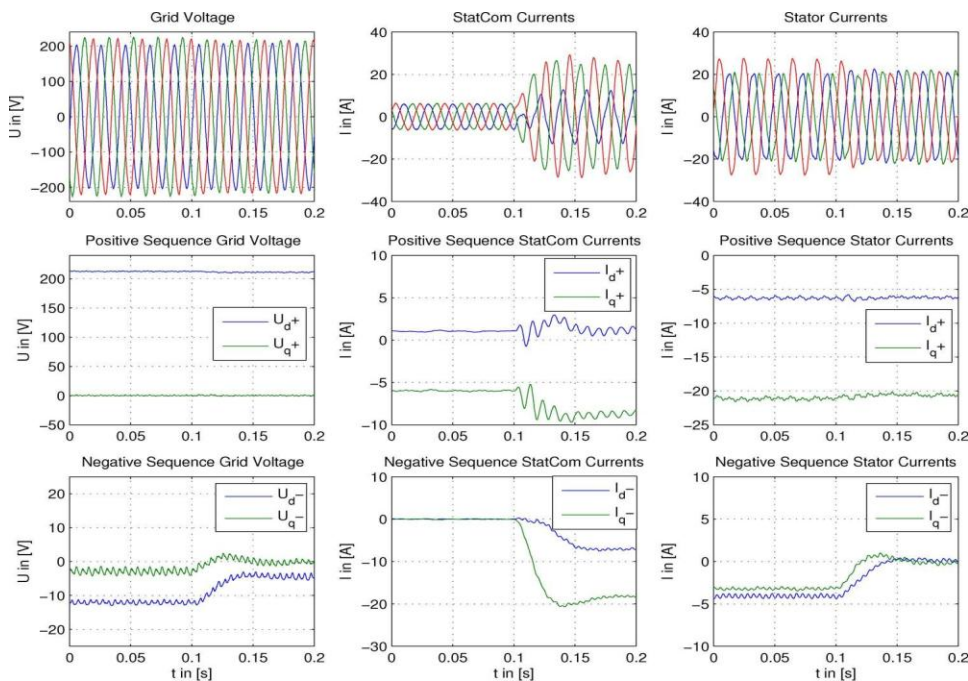 Grid Voltage
StatCom Currents
Stator Currents
U in [V]
200
100
0
−100
−200
0 0.05 0.1 0.15 0.2
I in [A]
40
20
0
−20
−40
0 0.05 0.1 0.15 0.2
I in [A]
40
20
0
−20
−40
0 0.05 0.1 0.15 0.2
Positive Sequence Grid Voltage
Positive Sequence StatCom Currents
Positive Sequence Stator Currents
U in [V]
200
150
100
50
0
−50
U_d+
U_q+
0 0.05 0.1 0.15 0.2
I in [A]
10
5
0
−5
−10
I_d+
I_q+
0 0.05 0.1 0.15 0.2
I in [A]
0
−5
−10
−15
−20
−25
I_d+
I_q+
0 0.05 0.1 0.15 0.2
Negative Sequence Grid Voltage
Negative Sequence StatCom Currents
Negative Sequence Stator Currents
U in [V]
20
10
0
−10
−20
U_d−
U_q−
0 0.05 0.1 0.15 0.2
t in [s]
I in [A]
10
0
−10
−20
−30
I_d−
I_q−
0 0.05 0.1 0.15 0.2
t in [s]
I in [A]
10
5
0
−5
−10
I_d−
I_q−
0 0.05 0.1 0.15 0.2
t in [s]